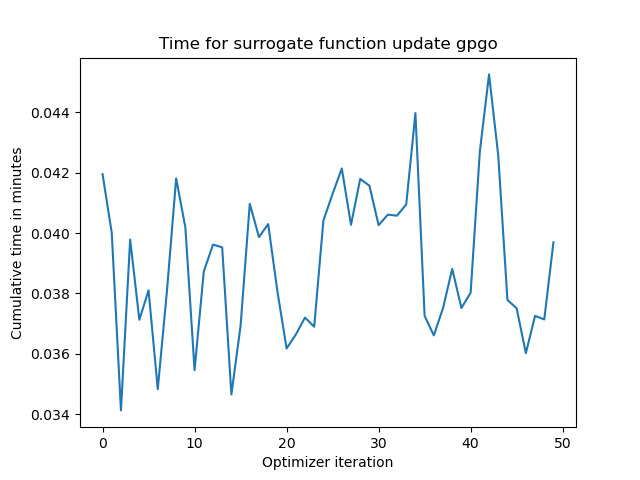 Time for surrogate function update gpgo
Cumulative time in minutes
0.044
0.042
0.040
0.038
0.036
0.034
0 10 20 30 40 50
Optimizer iteration